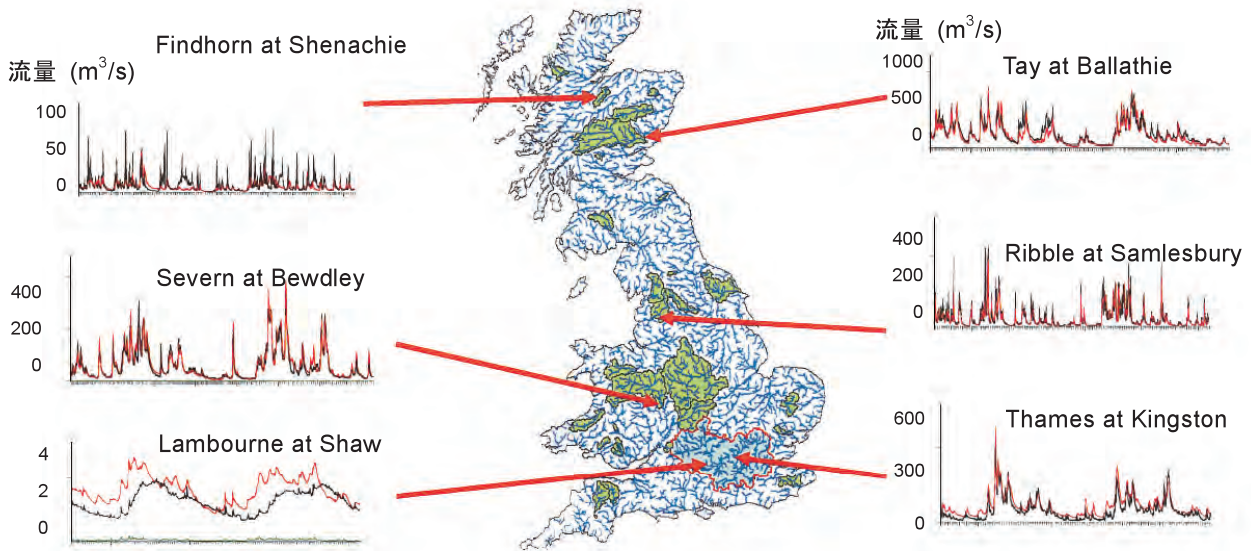 Findhorn at Shenachie
流量 (m³/s)
100
50
0
Severn at Bewdley
400
200
0
Lambourne at Shaw
4
2
0
流量 (m³/s)
Tay at Ballathie
1000
500
0
Ribble at Samlesbury
400
200
0
Thames at Kingston
600
300
0